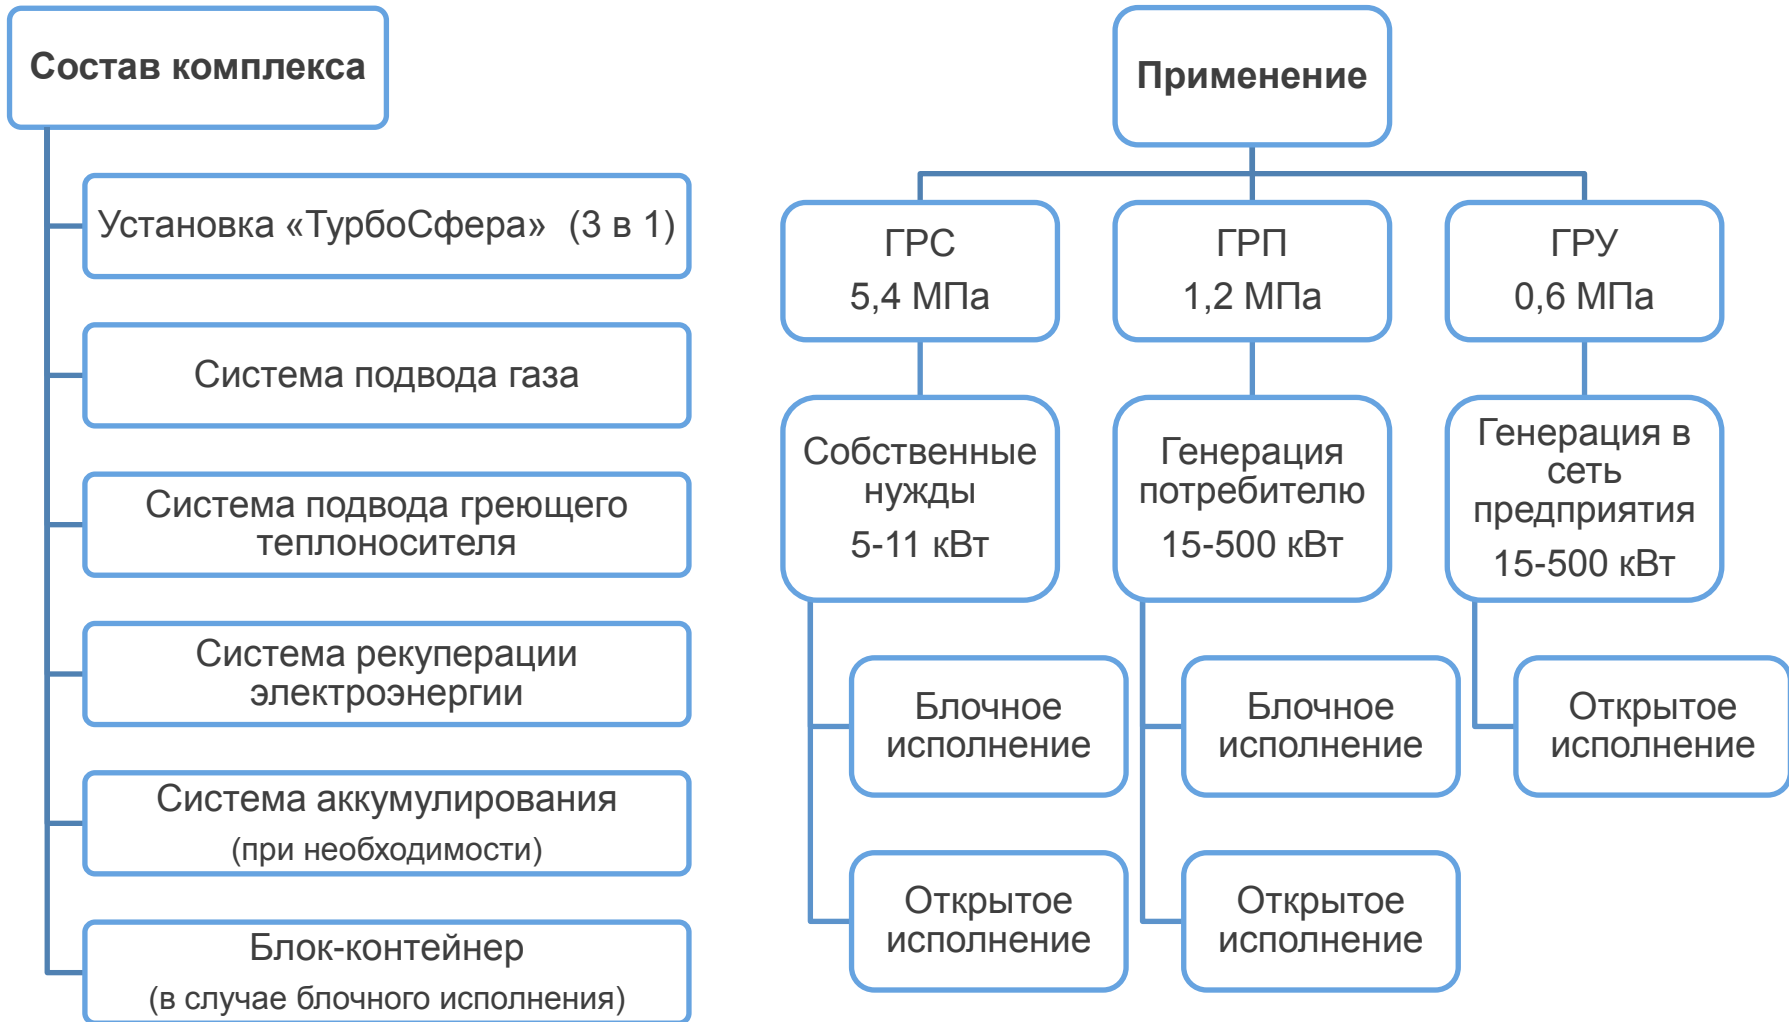 Состав комплекса
Установка «ТурбоСфера» (3 в 1)
Система подвода газа
Система подвода греющего
теплоносителя
Система рекуперации
электроэнергии
Система аккумулирования
(при необходимости)
Блок-контейнер
(в случае блочного исполнения)
Применение
ГРС
5,4 МПа
ГРП
1,2 МПа
ГРУ
0,6 МПа
Собственные
нужды
5-11 кВт
Генерация
потребителю
15-500 кВт
Генерация в
сеть
предприятия
15-500 кВт
Блочное
исполнение
Блочное
исполнение
Открытое
исполнение
Открытое
исполнение
Открытое
исполнение